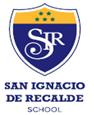 SIR
SAN IGNACIO
DE RECALDE
SCHOOL